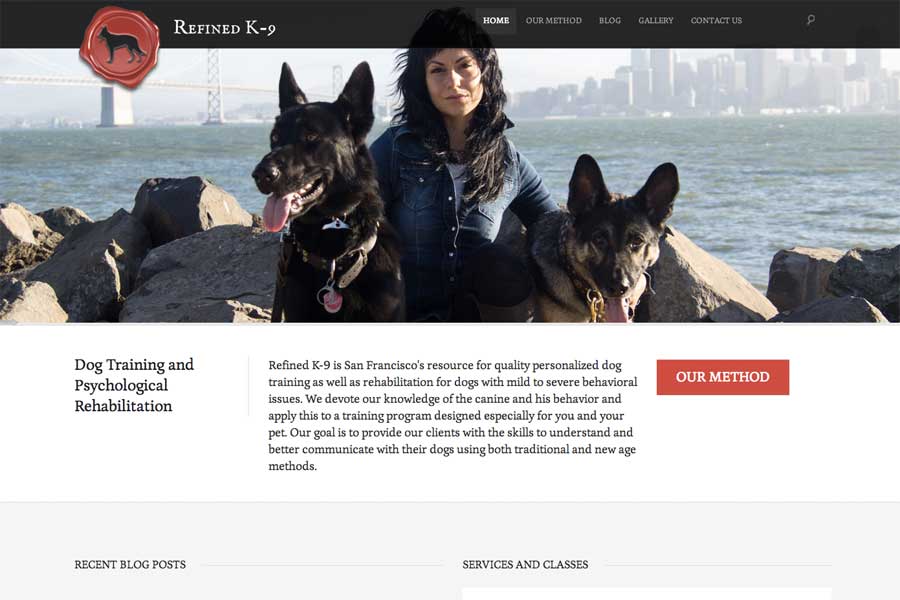 Refined K-9
HOME
OUR METHOD
BLOG
GALLERY
CONTACT US
Dog Training and
Psychological
Rehabilitation
Refined K-9 is San Francisco's resource for quality personalized dog
training as well as rehabilitation for dogs with mild to severe behavioral
issues. We devote our knowledge of the canine and his behavior and
apply this to a training program designed especially for you and your
pet. Our goal is to provide our clients with the skills to understand and
better communicate with their dogs using both traditional and new age
methods.
OUR METHOD
RECENT BLOG POSTS
SERVICES AND CLASSES